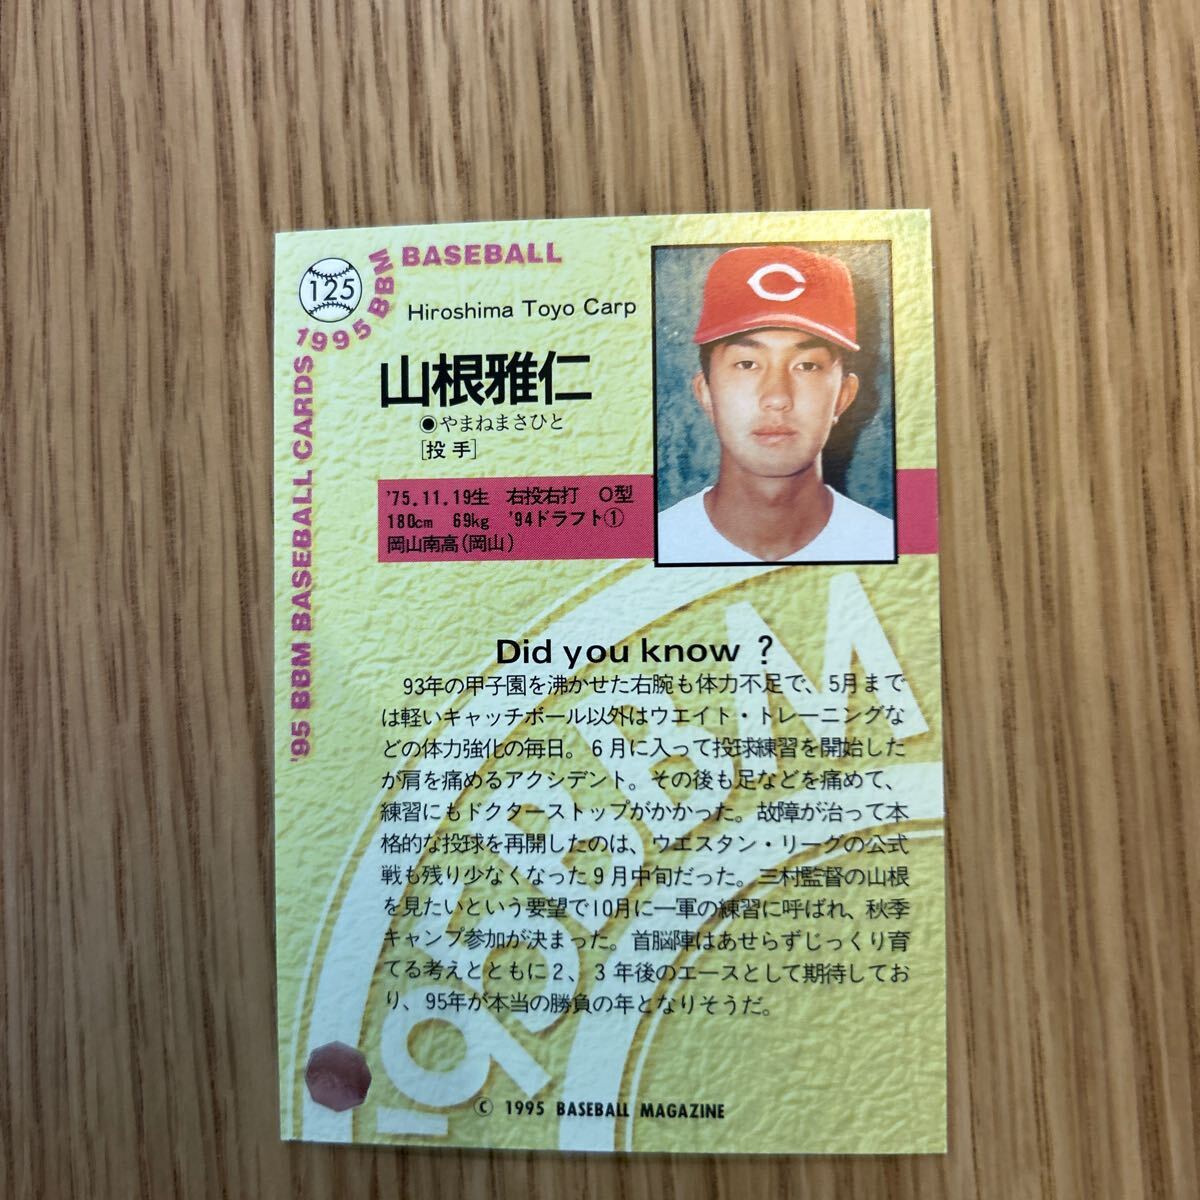 125
1995 BBM BASEBALL
Hiroshima Toyo Carp
C
山根雅仁
◉やまねまさひと
[投 手]
'75.11.19生 右投右打 O型
180cm 69kg '94ドラフト①
岡山南高(岡山)
'95 BBM BASEBALL CARDS
Did you know ?
93年の甲子園を沸かせた右腕も体力不足で、5月まで
は軽いキャッチボール以外はウエイト・トレーニングな
どの体力強化の毎日。6月に入って投球練習を開始した
が肩を痛めるアクシデント。その後も足などを痛めて、
練習にもドクターストップがかかった。故障が治って本
格的な投球を再開したのは、ウエスタン・リーグの公式
戦も残り少なくなった9月中旬だった。三村監督の山根
を見たいという要望で10月に一軍の練習に呼ばれ、秋季
キャンプ参加が決まった。首脳陣はあせらずじっくり育
てる考えとともに2、3年後のエースとして期待してお
り、95年が本当の勝負の年となりそうだ。
'95 BBM
© 1995 BASEBALL MAGAZINE